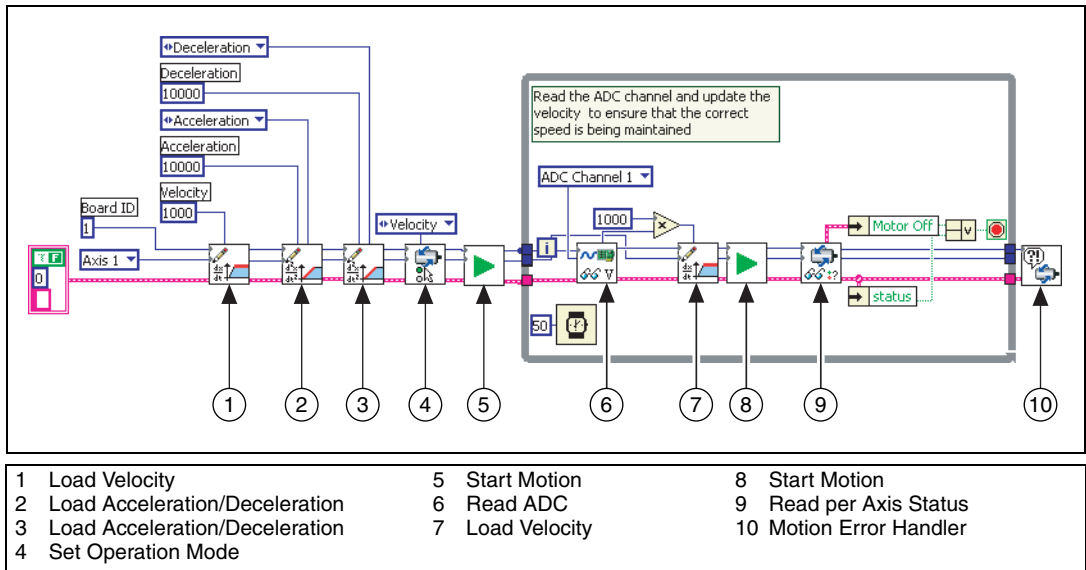 Deceleration
Deceleration
10000
Acceleration
Acceleration
10000
Velocity
1000
Board ID
1
Axis 1
F
0
Velocity
Read the ADC channel and update the
velocity to ensure that the correct
speed is being maintained
ADC Channel 1
1000
i
50
Motor Off
v
status
1 2 3 4 5 6 7 8 9 10
1 Load Velocity
2 Load Acceleration/Deceleration
3 Load Acceleration/Deceleration
4 Set Operation Mode
5 Start Motion
6 Read ADC
7 Load Velocity
8 Start Motion
9 Read per Axis Status
10 Motion Error Handler